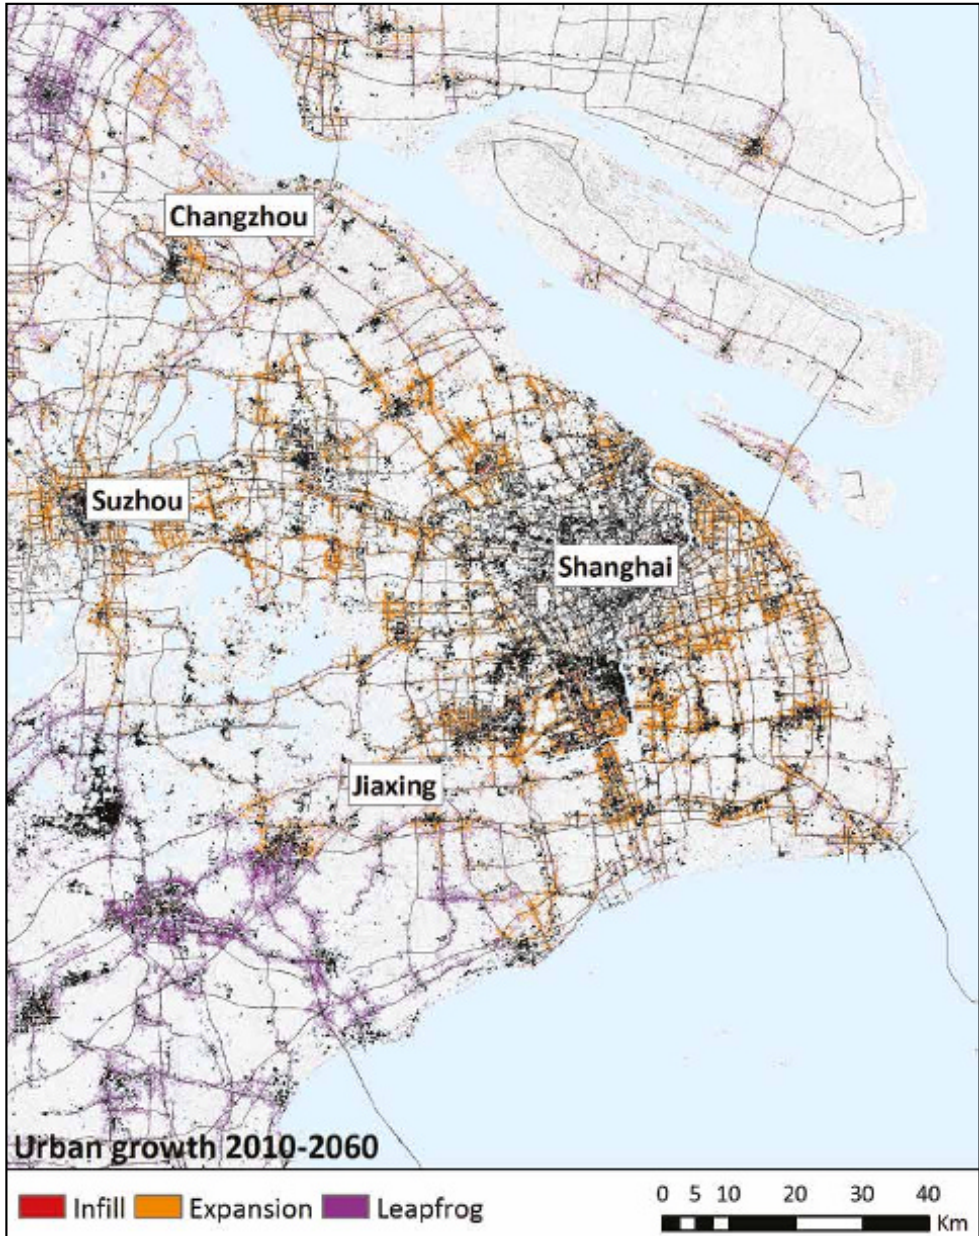 Changzhou
Suzhou
Shanghai
Jiaxing
Urban growth 2010-2060
Infill Expansion Leapfrog
0 5 10 20 30 40
Km